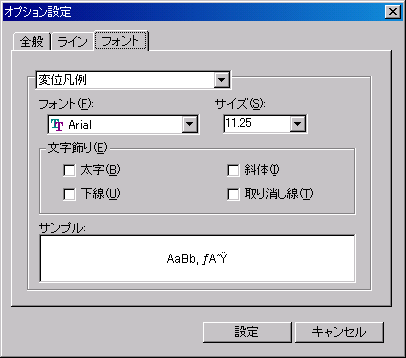 オプション設定
全般 ライン フォント
変位凡例
フォント(F): サイズ(S):
Arial 11.25
文字飾り(E)
太字(B) 斜体(I)
下線(U) 取り消し線(T)
サンプル:
AaBb, ƒA˜Ÿ
設定 キャンセル